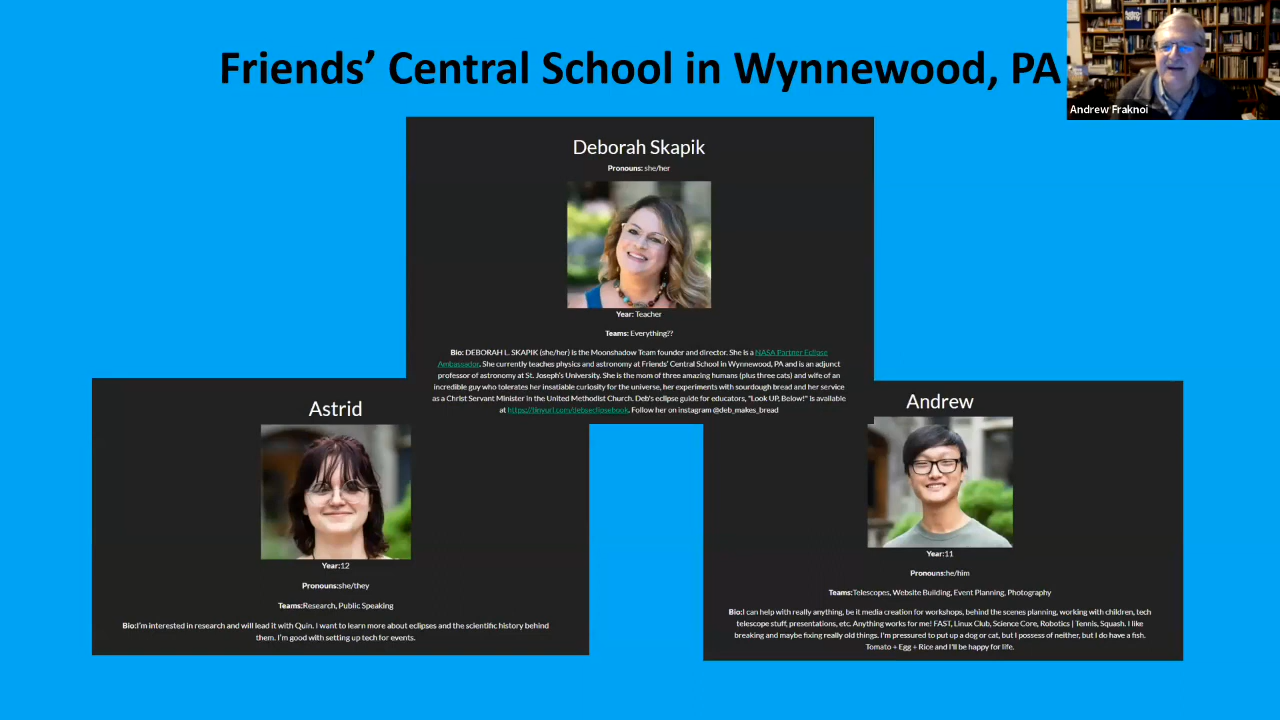 Friends’ Central School in Wynnewood, PA
Andrew Fraknoi
Deborah Skapik
Pronouns: she/her
Year: Teacher
Teams: Everything??
Bio: DEBORAH L. SKAPIK (she/her) is the Moonshadow Team founder and director. She is a NASA Partner Eclipse
Ambassador. She currently teaches physics and astronomy at Friends' Central School in Wynnewood, PA and is an adjunct
professor of astronomy at St. Joseph's University. She is the mom of three amazing humans (plus three cats) and wife of an
incredible guy who tolerates her insatiable curiosity for the universe, her experiments with sourdough bread and her service
as a Christ Servant Minister in the United Methodist Church. Deb's eclipse guide for educators, "Look UP, Below!" is available
at https://tinyurl.com/debseclipsebook. Follow her on instagram @deb_makes_bread
Astrid
Year:12
Pronouns:she/they
Teams:Research, Public Speaking
Bio:I'm interested in research and will lead it with Quin. I want to learn more about eclipses and the scientific history behind
them. I'm good with setting up tech for events.
Andrew
Year:11
Pronouns:he/him
Teams:Telescopes, Website Building, Event Planning, Photography
Bio:I can help with really anything, be it media creation for workshops, behind the scenes planning, working with children, tech
telescope stuff, presentations, etc. Anything works for me! FAST, Linux Club, Science Core, Robotics | Tennis, Squash. I like
breaking and maybe fixing really old things. I'm pressured to put up a dog or cat, but I possess of neither, but I do have a fish.
Tomato + Egg + Rice and I'll be happy for life.